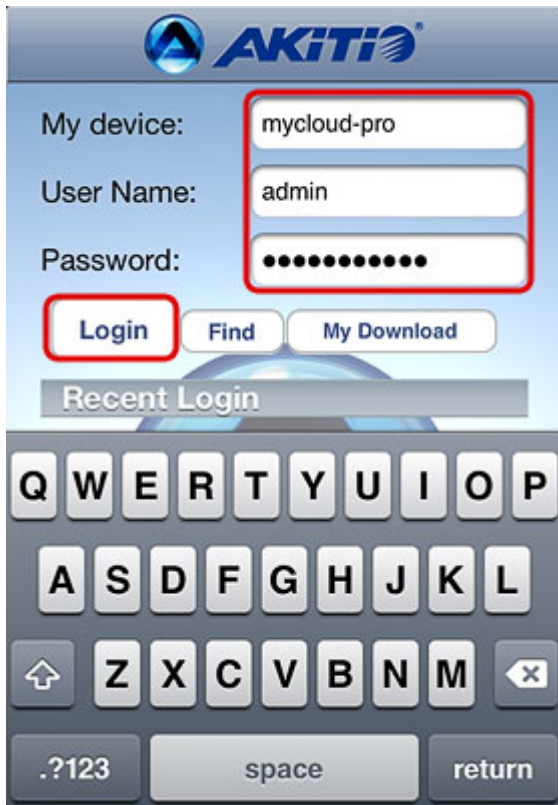 AKiTiO
My device: mycloud-pro
User Name: admin
Password: ●●●●●●●●●●●
Login Find My Download
Recent Login
Q W E R T Y U I O P
A S D F G H J K L
Z X C V B N M
.?123 space return